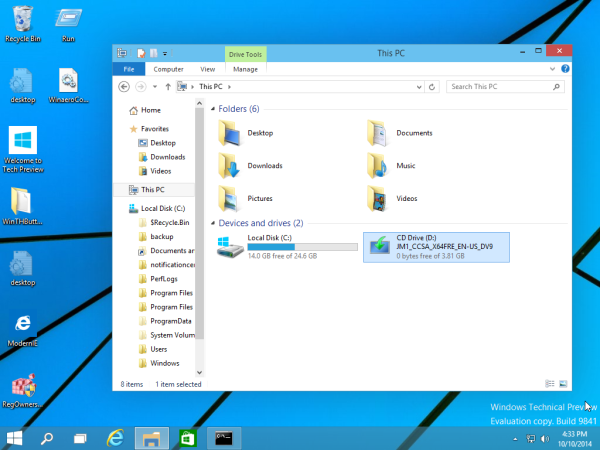 Recycle Bin
Run
desktop
WinaeroGo...
Welcome to
Tech Preview
WinTHButt...
desktop
ModernIE
RegOwners...
Drive Tools
This PC
File
Computer
View
Manage
This PC
Search This PC
Home
Favorites
Desktop
Downloads
Videos
This PC
Local Disk (C:)
$Recycle.Bin
backup
Documents an
notificationce
PerfLogs
Program Files
Program Files
ProgramData
System Volum
Users
Windows
Folders (6)
Desktop
Documents
Downloads
Music
Pictures
Videos
Devices and drives (2)
Local Disk (C:)
14.0 GB free of 24.6 GB
CD Drive (D:)
JM1_CCSA_X64FRE_EN-US_DV9
0 bytes free of 3.81 GB
8 items
1 item selected
Windows Technical Preview
Evaluation copy. Build 9841
4:33 PM
10/10/2014